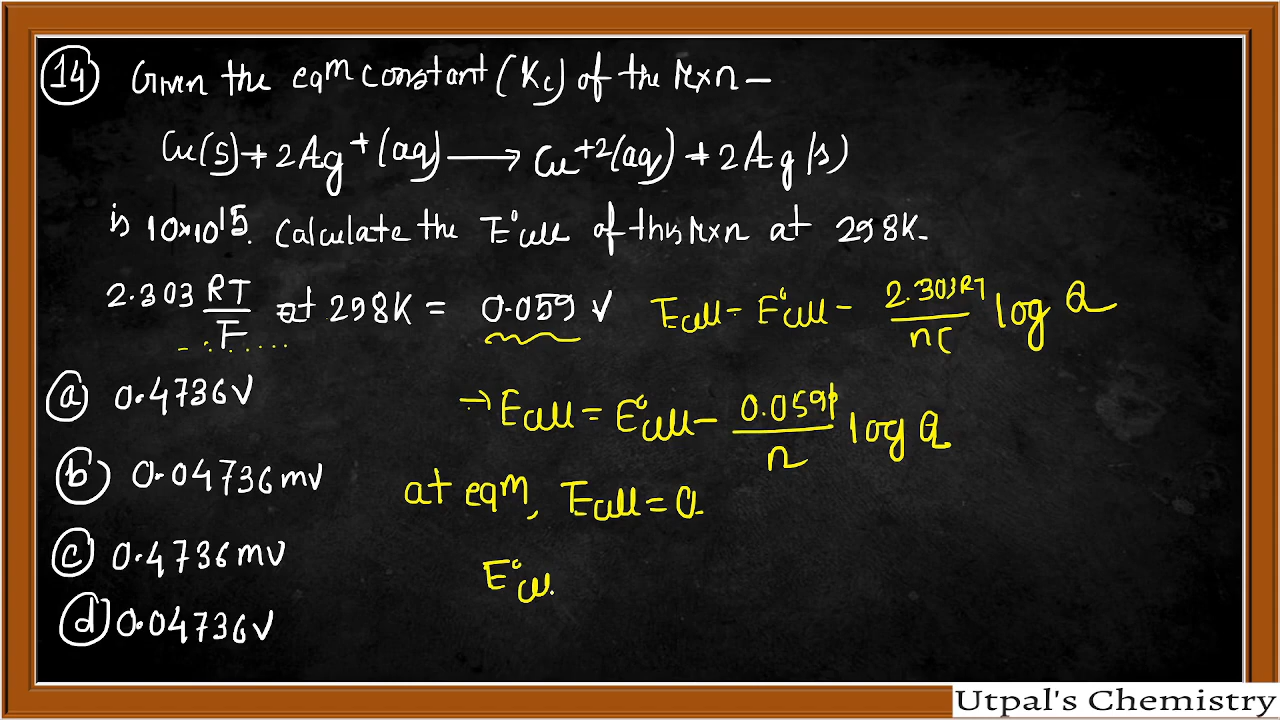 14 Given the eqm constant (Kc) of the rxn –
Cu(s) + 2Ag+(aq) → Cu+2(aq) + 2Ag(s)
is 10×10^15. Calculate the E°cell of this rxn at 298K.
2.303 RT/F at 298K = 0.059 V
Ecell = E°cell – 2.303RT/nF log Q
→ Ecell = E°cell – 0.059/n log Q
at eqm, Ecell = 0.
E°cell
(a) 0.4736V
(b) 0.04736mv
(c) 0.4736mv
(d) 0.04736V
Utpal's Chemistry